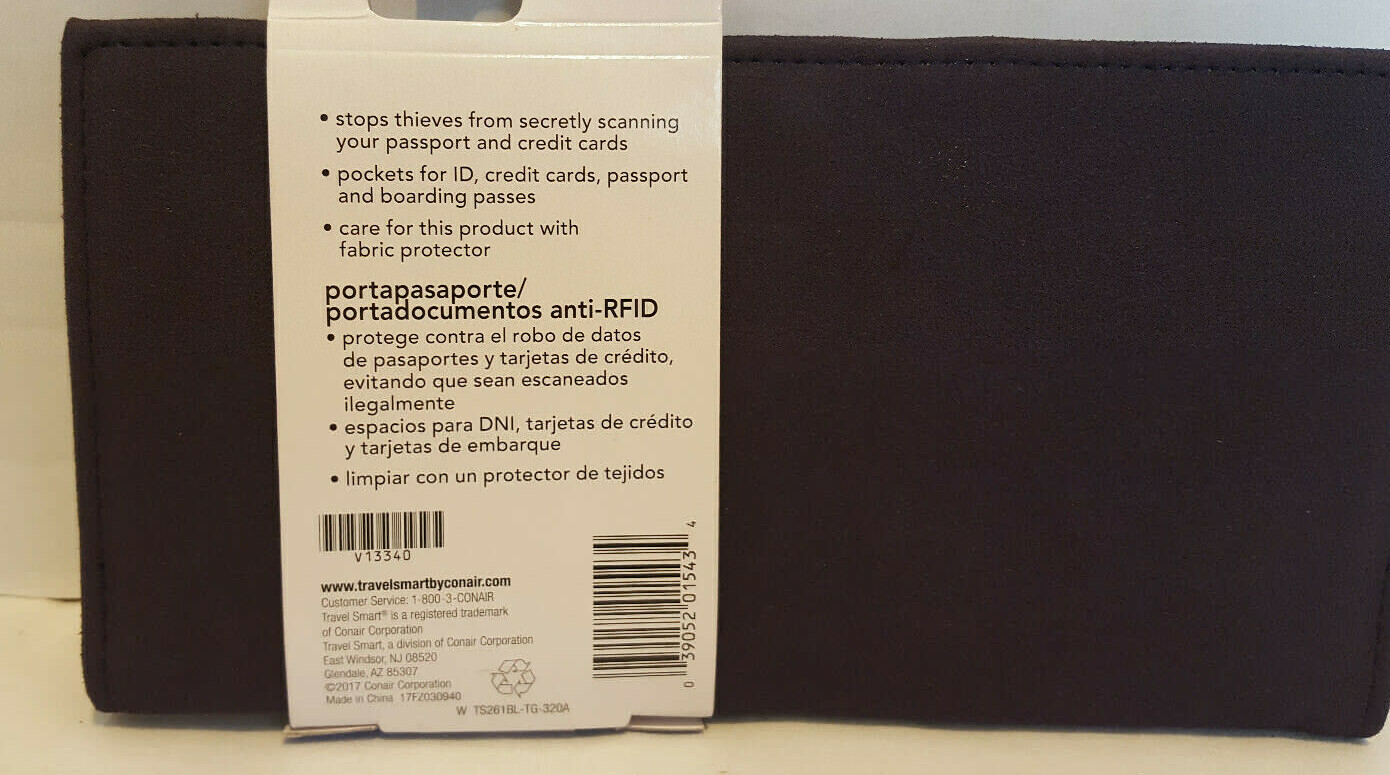 • stops thieves from secretly scanning
your passport and credit cards
• pockets for ID, credit cards, passport
and boarding passes
• care for this product with
fabric protector
portapasaporte/
portadocumentos anti-RFID
• protege contra el robo de datos
de pasaportes y tarjetas de crédito,
evitando que sean escaneados
ilegalmente
• espacios para DNI, tarjetas de crédito
y tarjetas de embarque
• limpiar con un protector de tejidos
V13340
www.travelsmartbyconair.com
Customer Service: 1-800-3-CONAIR
Travel Smart® is a registered trademark
of Conair Corporation
Travel Smart, a division of Conair Corporation
East Windsor, NJ 08520
Glendale, AZ 85307
©2017 Conair Corporation
Made in China 17FZ030940
W TS261BL-TG-320A
0 39052 01543 4